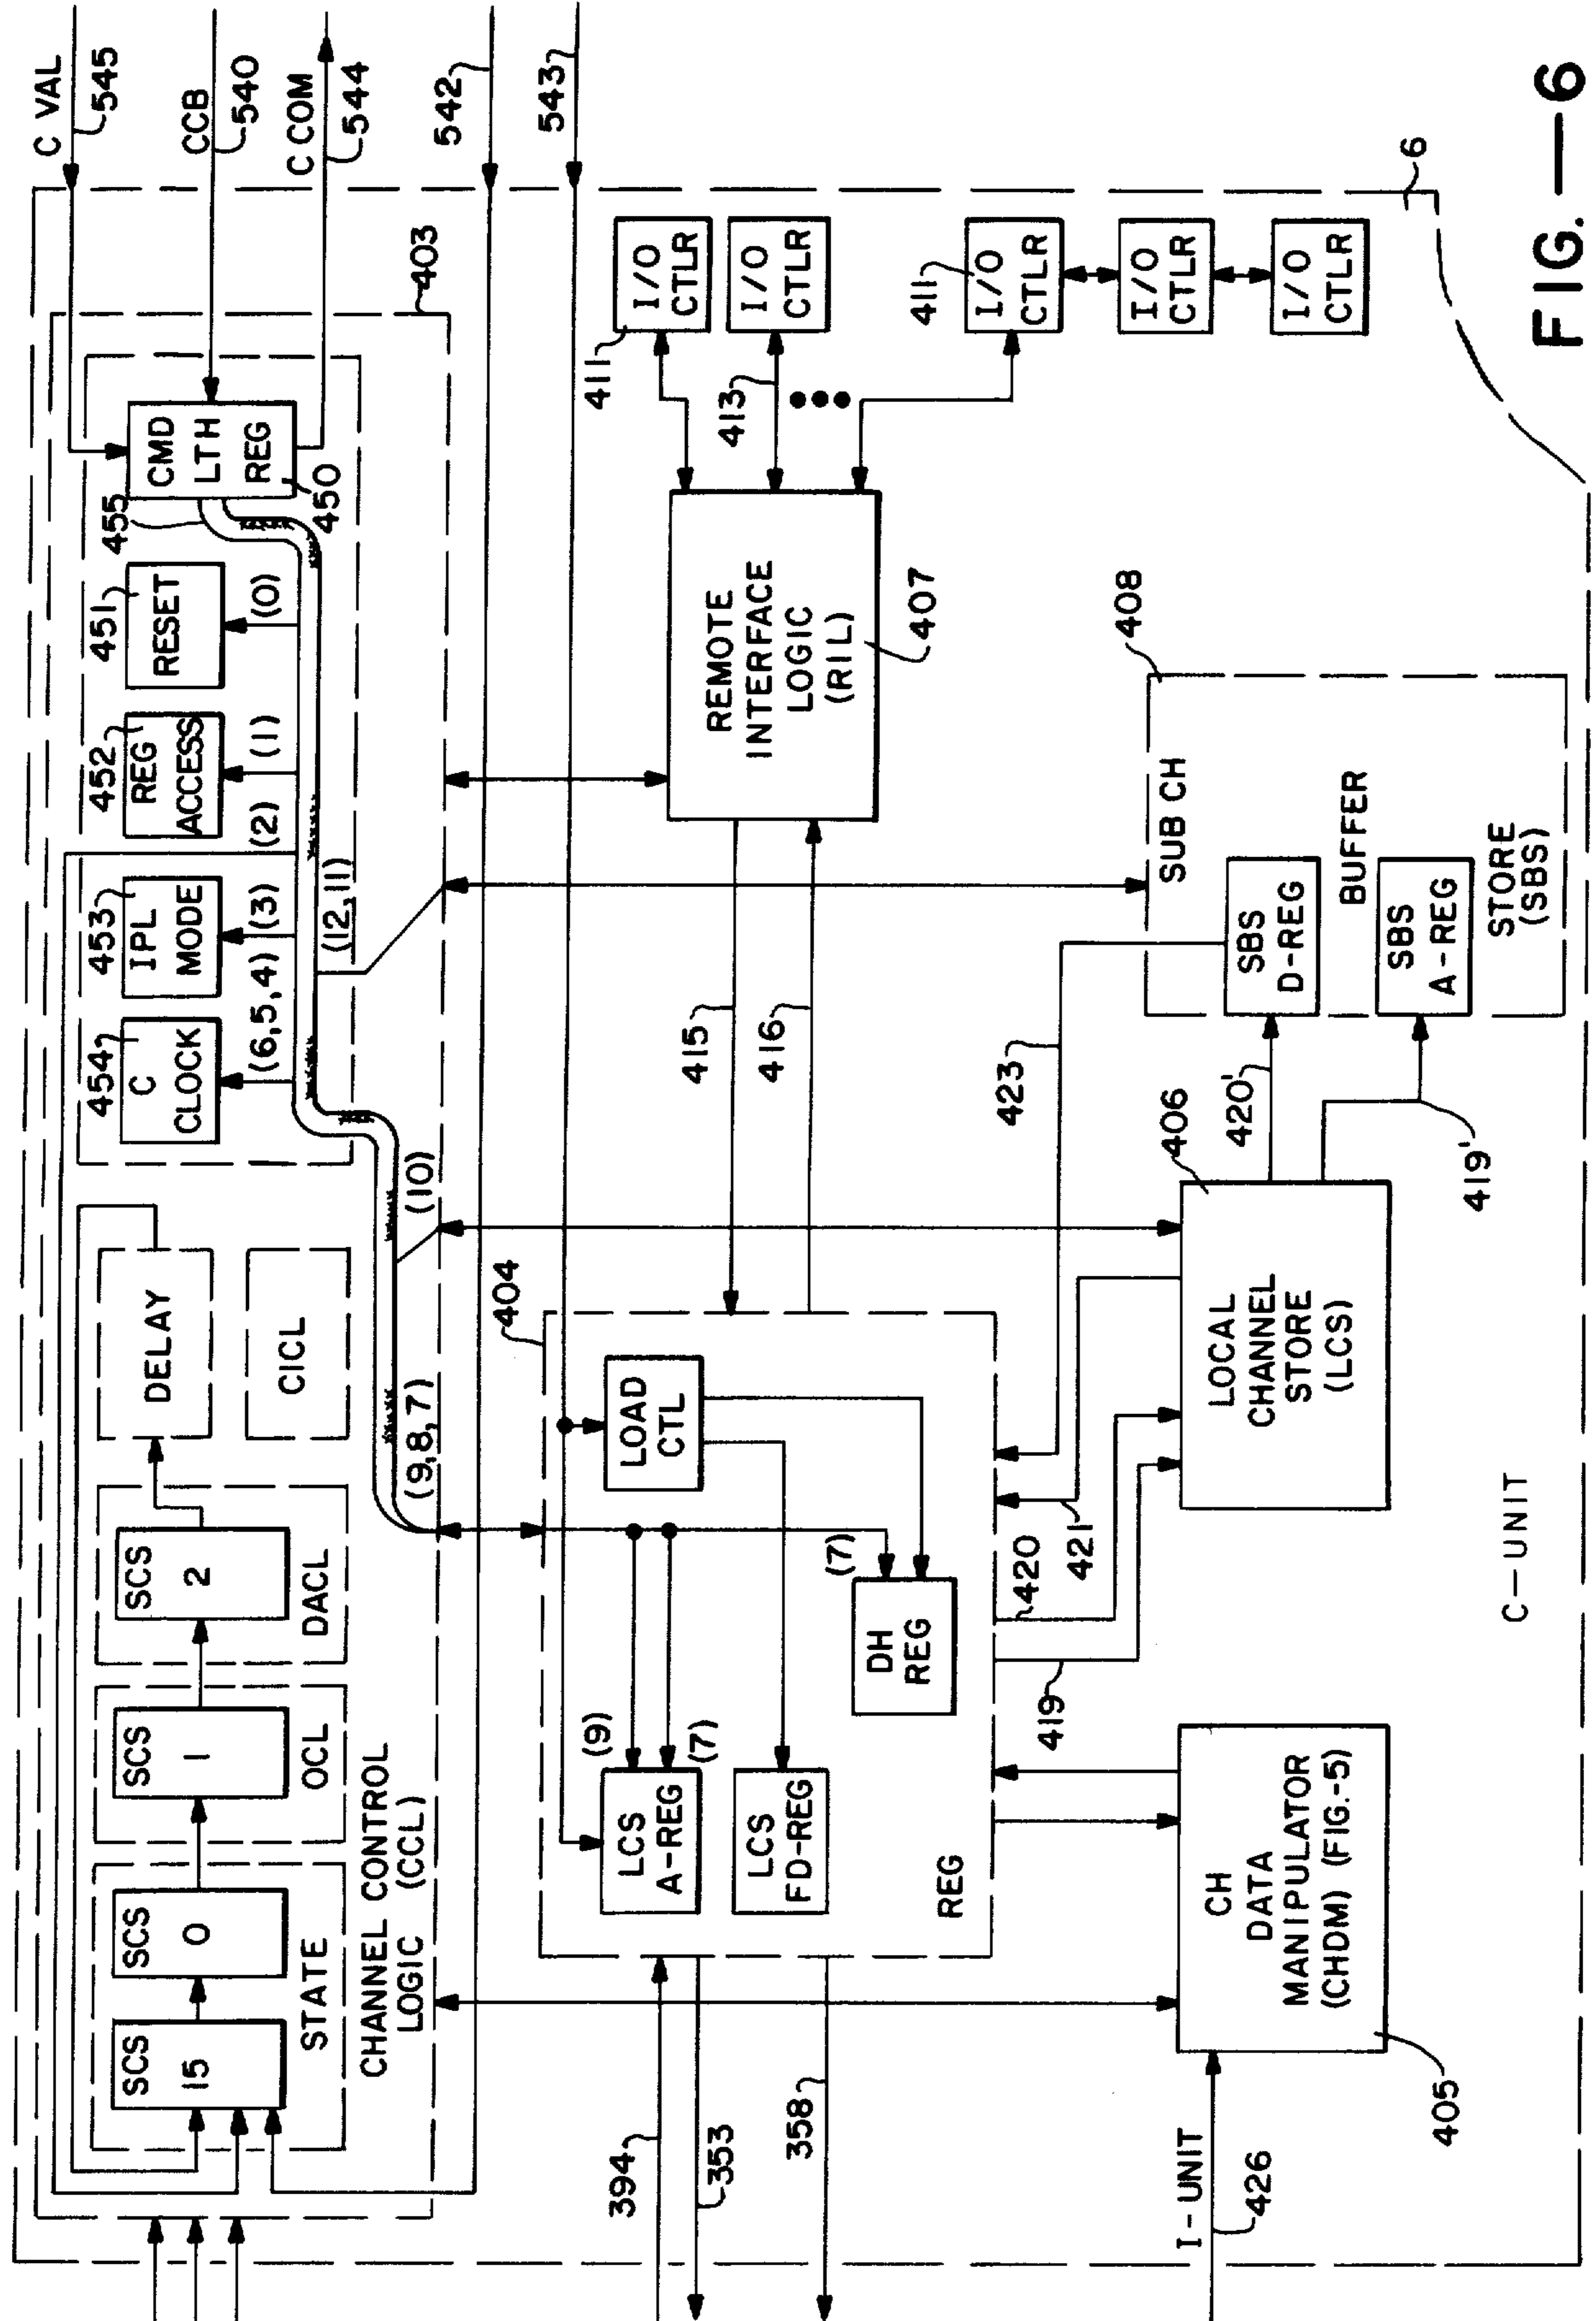 C VAL
545
CCB
540
C COM
544
542
543
403
CMD
LTH
REG
450
455
451
RESET
(0)
452
REG
ACCESS
(1)
(2)
453
IPL
MODE
(3)
454
C
CLOCK
(6,5,4)
(12,11)
(10)
(9,8,7)
DELAY
CICL
SCS
2
DACL
SCS
1
OCL
SCS
0
SCS
15
STATE
CHANNEL CONTROL
LOGIC (CCL)
I/O
CTLR
411
I/O
CTLR
413
411
I/O
CTLR
I/O
CTLR
I/O
CTLR
6
REMOTE
INTERFACE
LOGIC
(RIL)
407
415
416
404
LOAD
CTL
(9)
LCS
A-REG
(7)
LCS
FD-REG
(7)
DH
REG
REG
394
353
358
408
SUB CH
BUFFER
STORE
(SBS)
SBS
D-REG
SBS
A-REG
423
420'
419'
406
LOCAL
CHANNEL
STORE
(LCS)
421
420
419
CH
DATA
MANIPULATOR
(CHDM) (FIG.-5)
405
I-UNIT
426
C-UNIT
FIG.-6